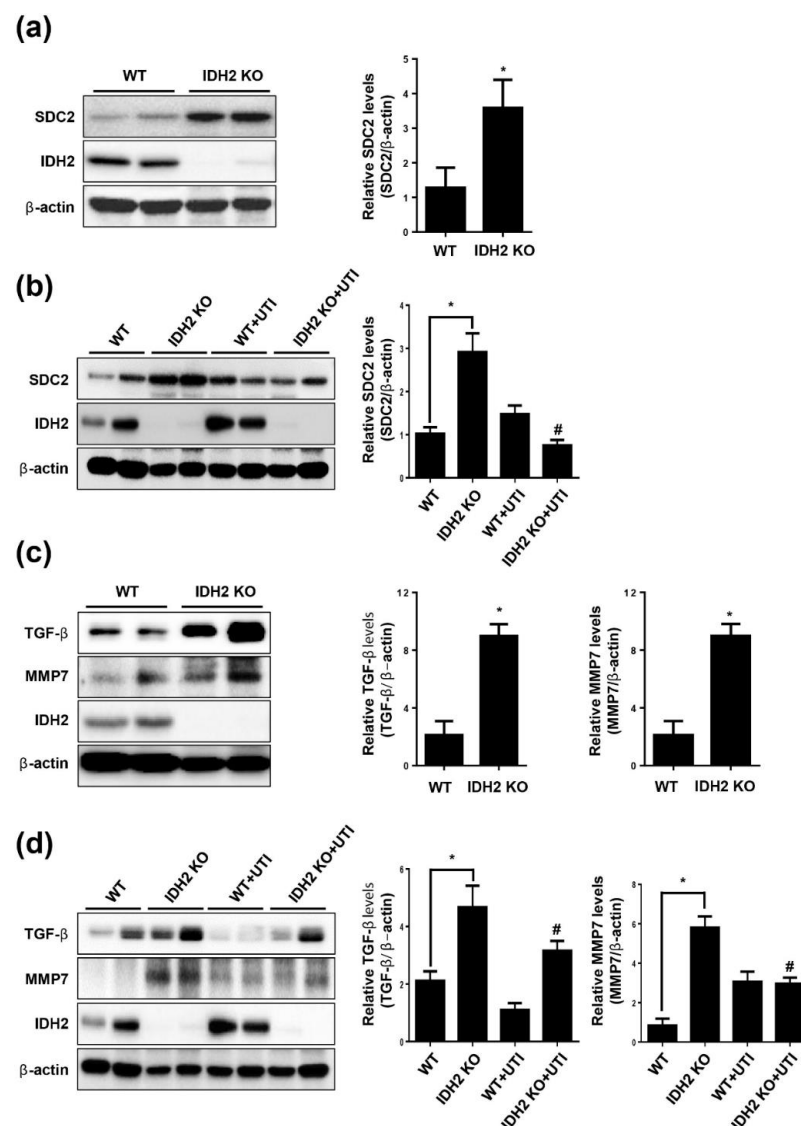 (a)
WT IDH2 KO
SDC2
IDH2
β-actin
Relative SDC2 levels
(SDC2/β-actin)
5
4
3
2
1
0
*
WT IDH2 KO
(b)
WT IDH2 KO WT+UTI IDH2 KO+UTI
SDC2
IDH2
β-actin
Relative SDC2 levels
(SDC2/β-actin)
4
3
2
1
0
*
#
WT IDH2 KO WT+UTI IDH2 KO+UTI
(c)
WT IDH2 KO
TGF-β
MMP7
IDH2
β-actin
Relative TGF-β levels
(TGF-β/β-actin)
12
9
6
3
0
*
WT IDH2 KO
Relative MMP7 levels
(MMP7/β-actin)
12
9
6
3
0
*
WT IDH2 KO
(d)
WT IDH2 KO WT+UTI IDH2 KO+UTI
TGF-β
MMP7
IDH2
β-actin
Relative TGF-β levels
(TGF-β/β-actin)
6
4
2
0
*
#
WT IDH2 KO WT+UTI IDH2 KO+UTI
Relative MMP7 levels
(MMP7/β-actin)
8
6
4
2
0
*
#
WT IDH2 KO WT+UTI IDH2 KO+UTI